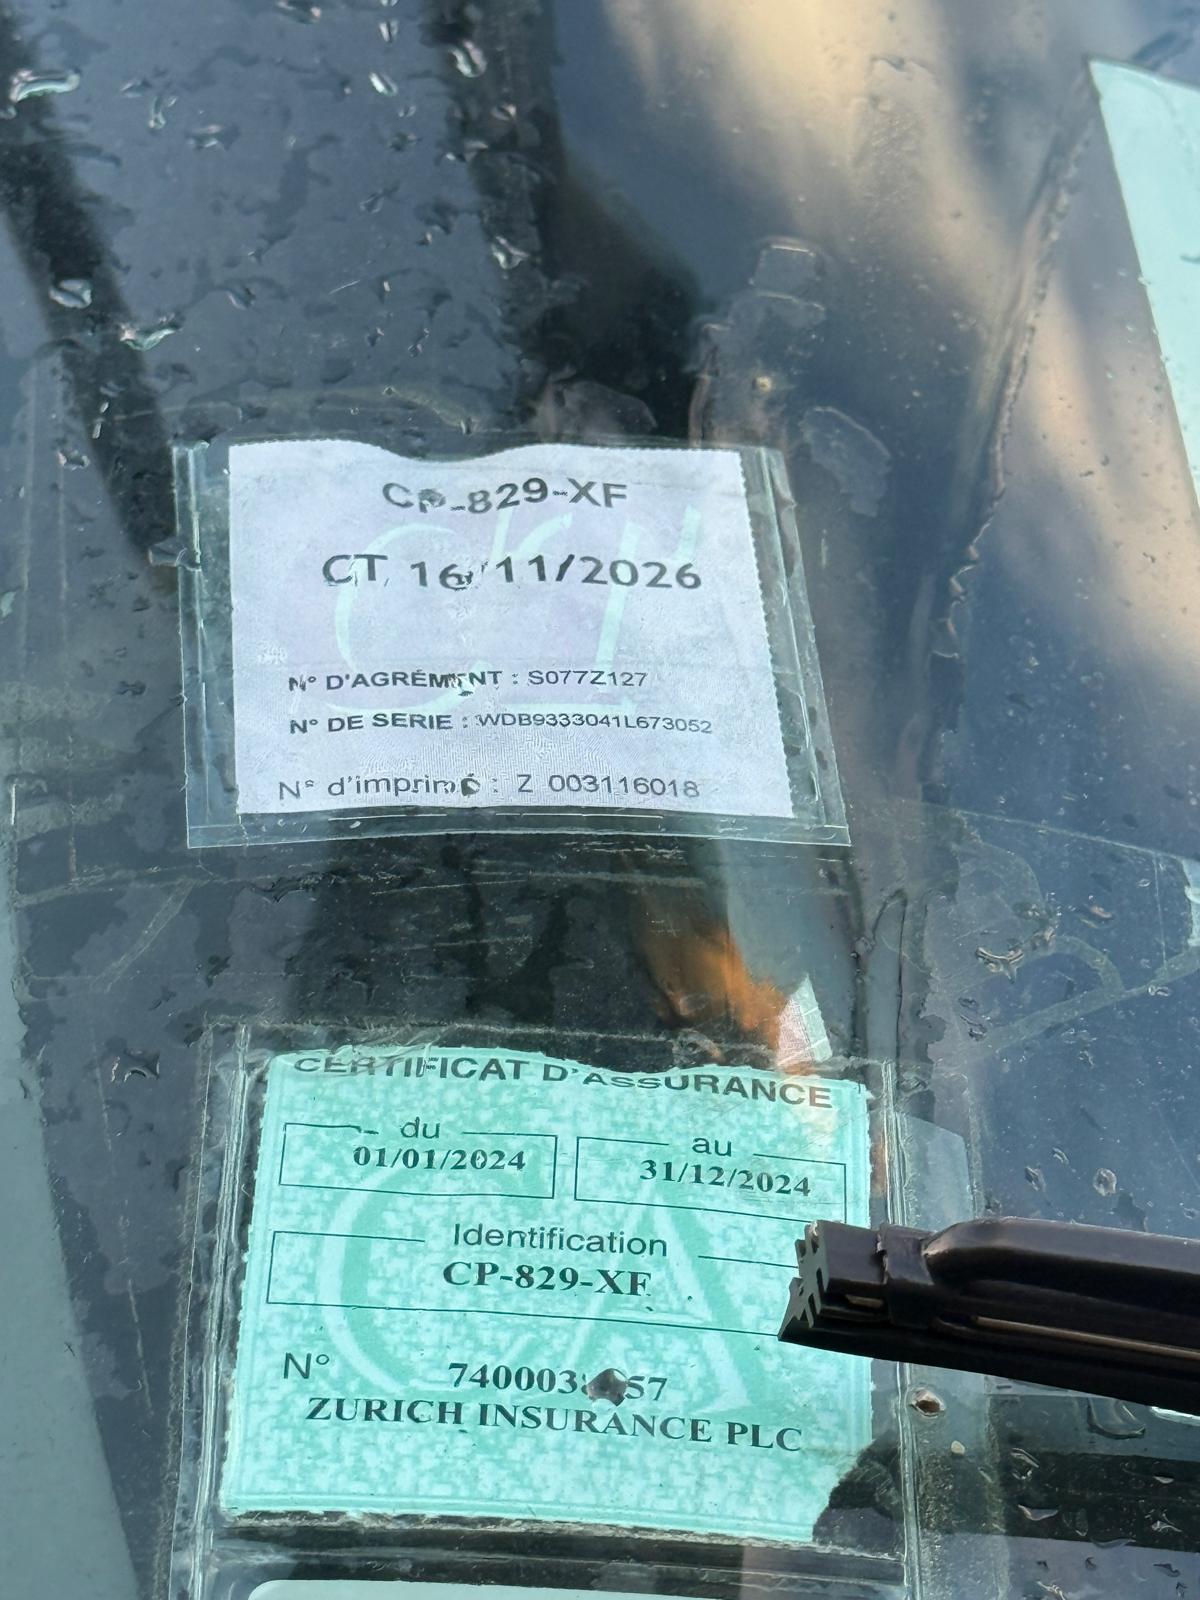 CP-829-XF
CT 16/11/2026
N° D'AGRÉMENT : S077Z127
N° DE SERIE : WDB9333041L673052
N° d'imprimé : Z 003116018
CERTIFICAT D'ASSURANCE
du
01/01/2024
au
31/12/2024
Identification
CP-829-XF
N°
ZURICH INSURANCE PLC